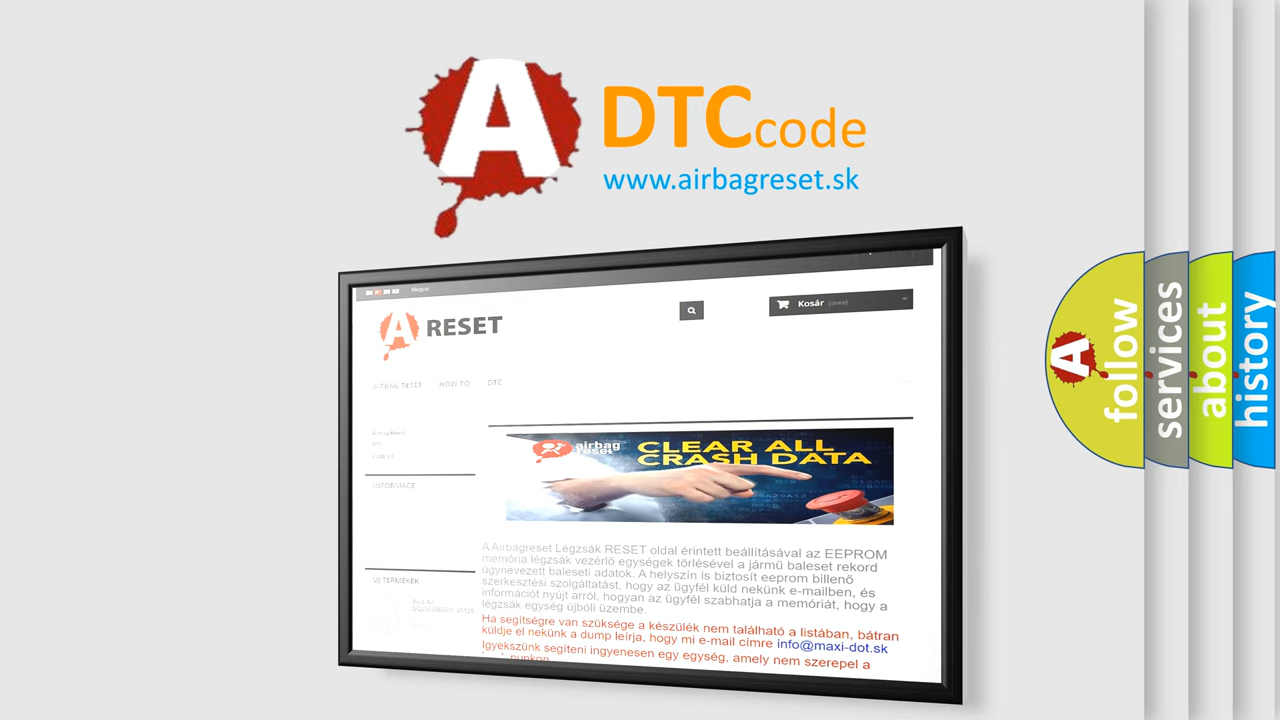 A
DTC code
www.airbagreset.sk
Magyar
A RESET
Kosár (üres)
AIRBAG RESET HOW TO DTC
INFORMACE
airbag
reset
CLEAR ALL
CRASH DATA
A Airbagreset Légzsák RESET oldal érintett beállításával az EEPROM
memória légzsák vezérlő egységek törlésével a jármű baleset rekord
úgynevezett baleseti adatok. A helyszín is biztosít eeprom billenő
szerkesztési szolgáltatást, hogy az ügyfél küld nekünk e-mailben, és
információt nyújt arról, hogyan az ügyfél szabhatja a memóriát, hogy a
légzsák egység újbóli üzembe.
Ha segítségre van szüksége a készülék nem található a listában, bátran
küldje el nekünk a dump leírja, hogy mi e-mail címre info@maxi-dot.sk
Igyekszünk segíteni ingyenesen egy egység, amely nem szerepel a
ÚJ TERMÉKEK
A
follow
services
about
history